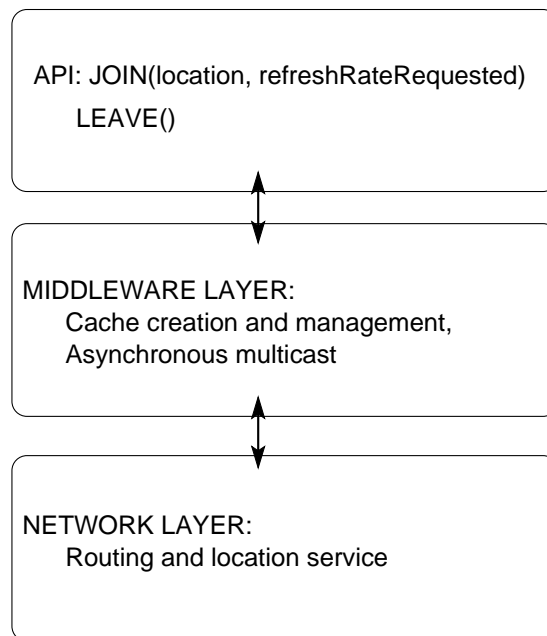 API: JOIN(location, refreshRateRequested)
LEAVE()
MIDDLEWARE LAYER:
Cache creation and management,
Asynchronous multicast
NETWORK LAYER:
Routing and location service